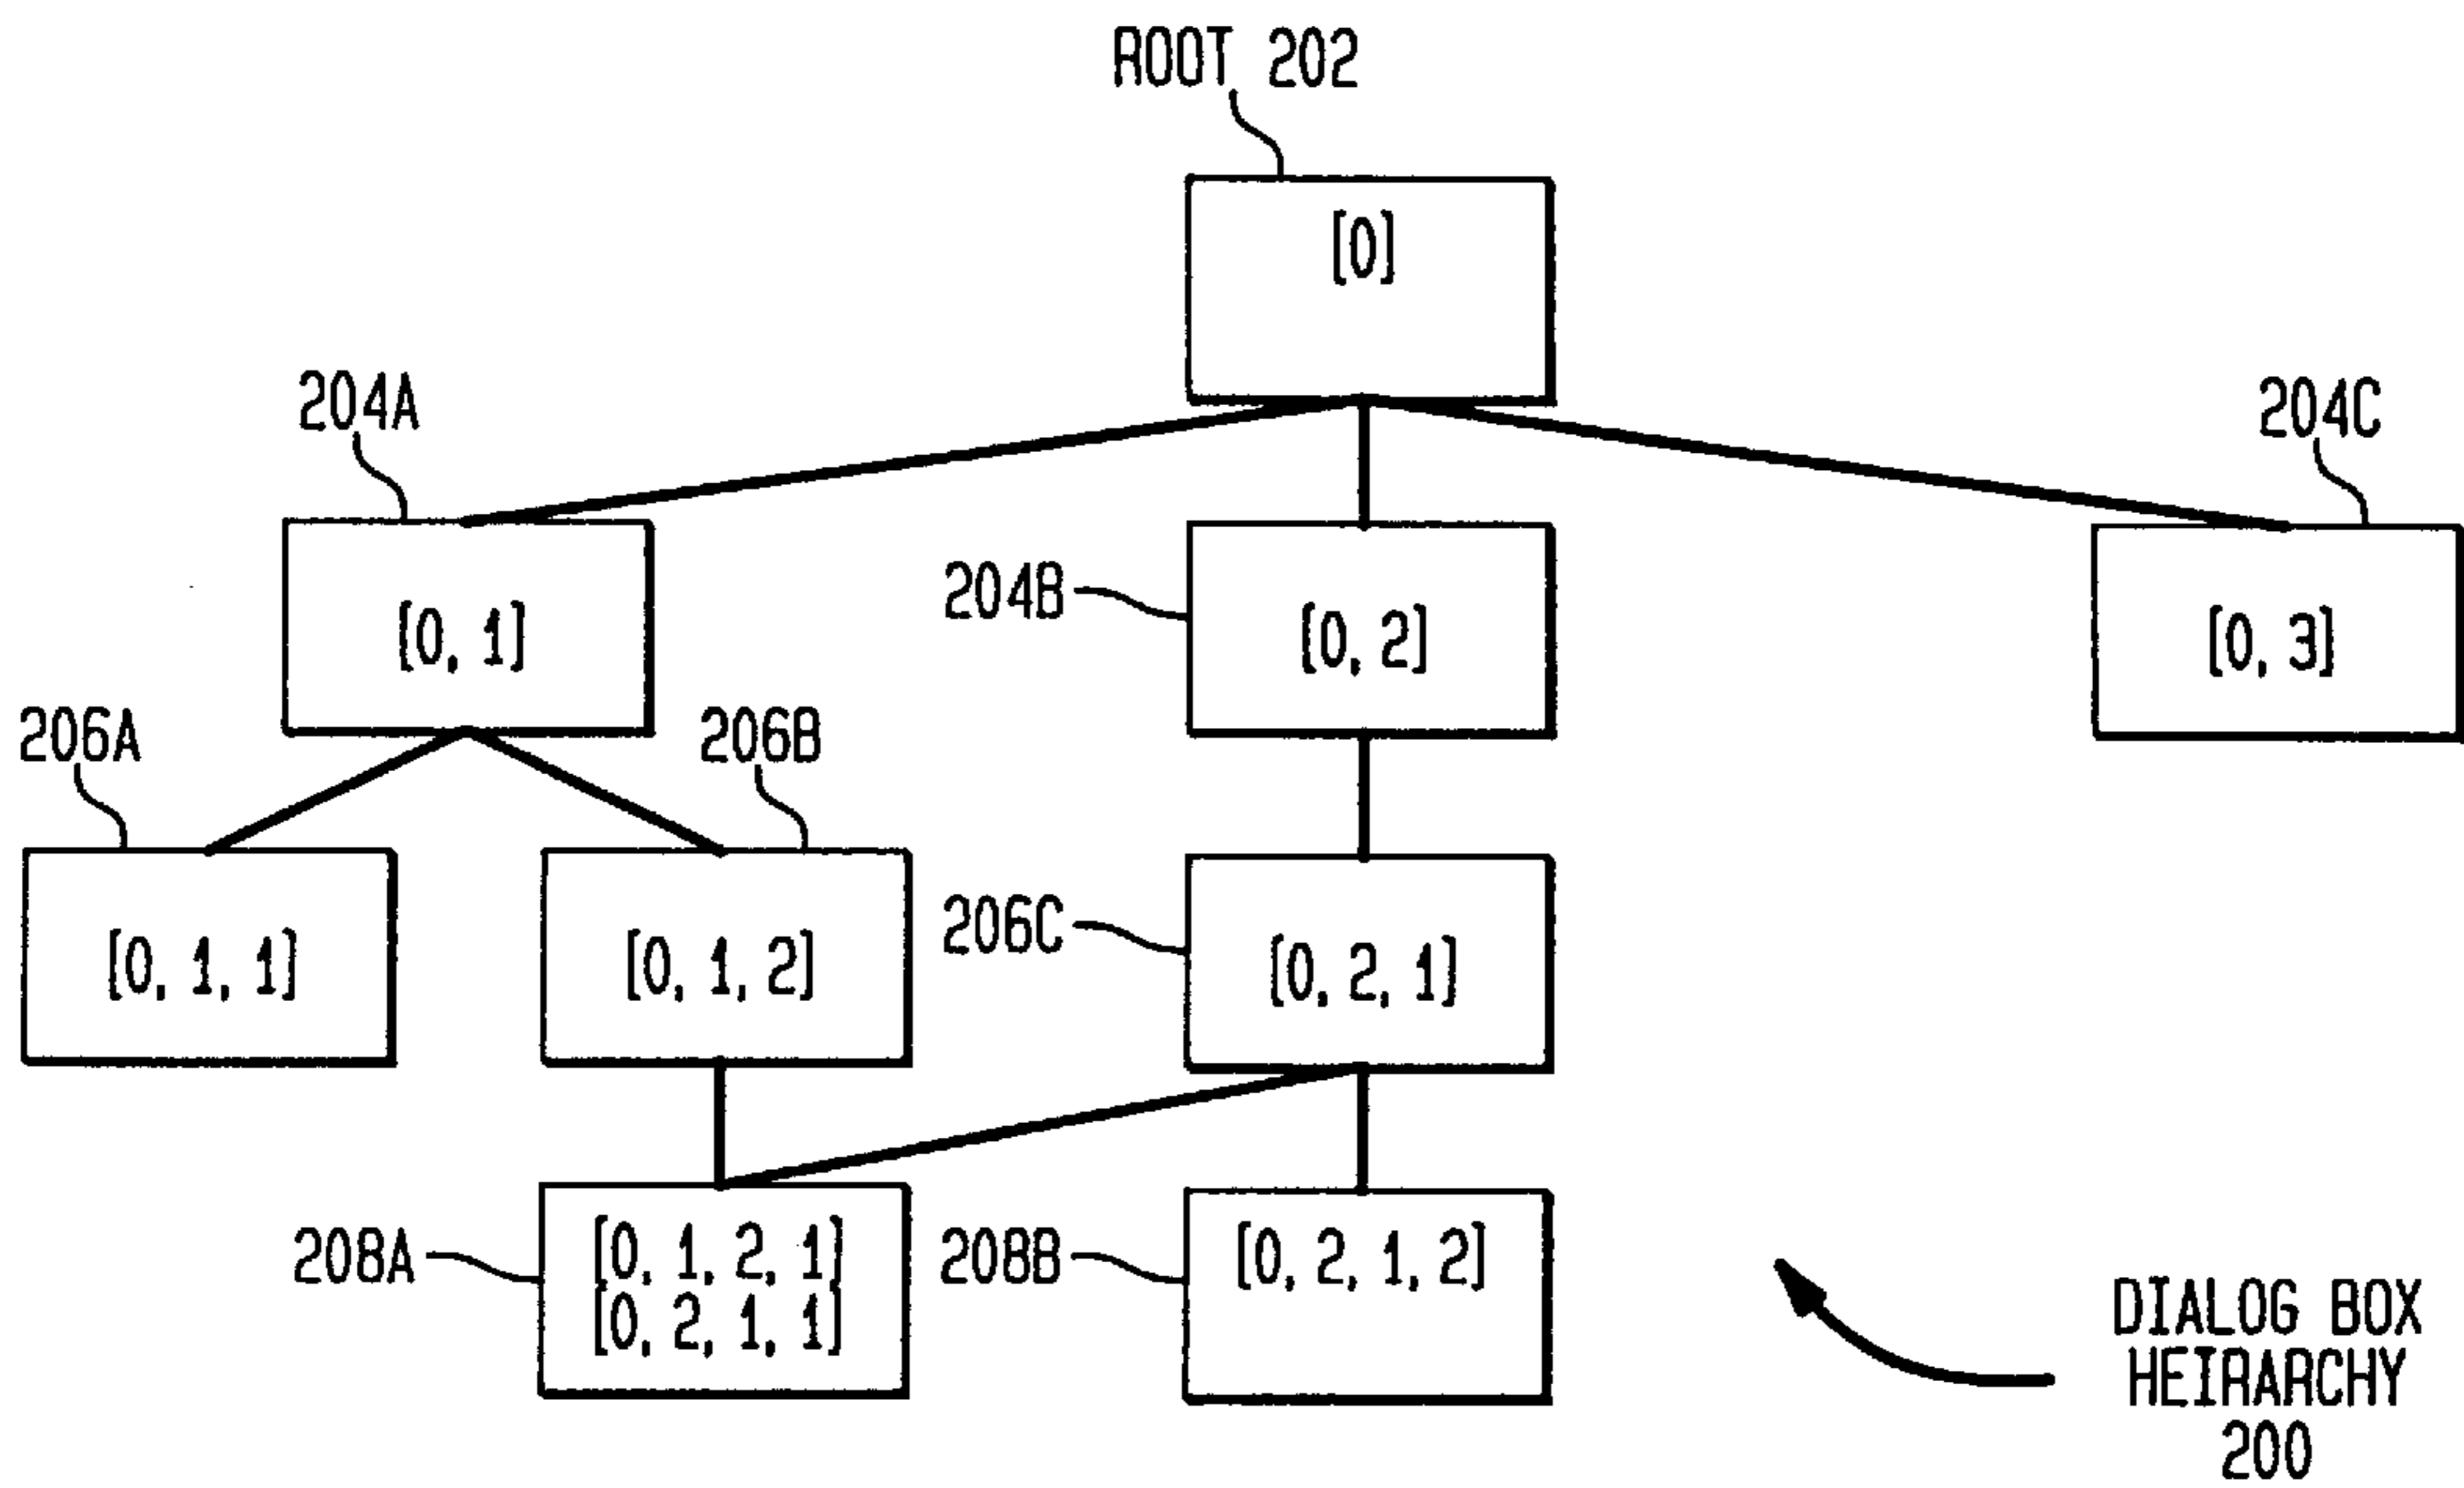 ROOT 202
[0]
204A
204C
204B
[0, 1]
[0, 2]
[0, 3]
206A
206B
206C
[0, 1, 1]
[0, 1, 2]
[0, 2, 1]
208A
[0, 1, 2, 1]
[0, 2, 1, 1]
208B
[0, 2, 1, 2]
DIALOG BOX
HEIRARCHY
200